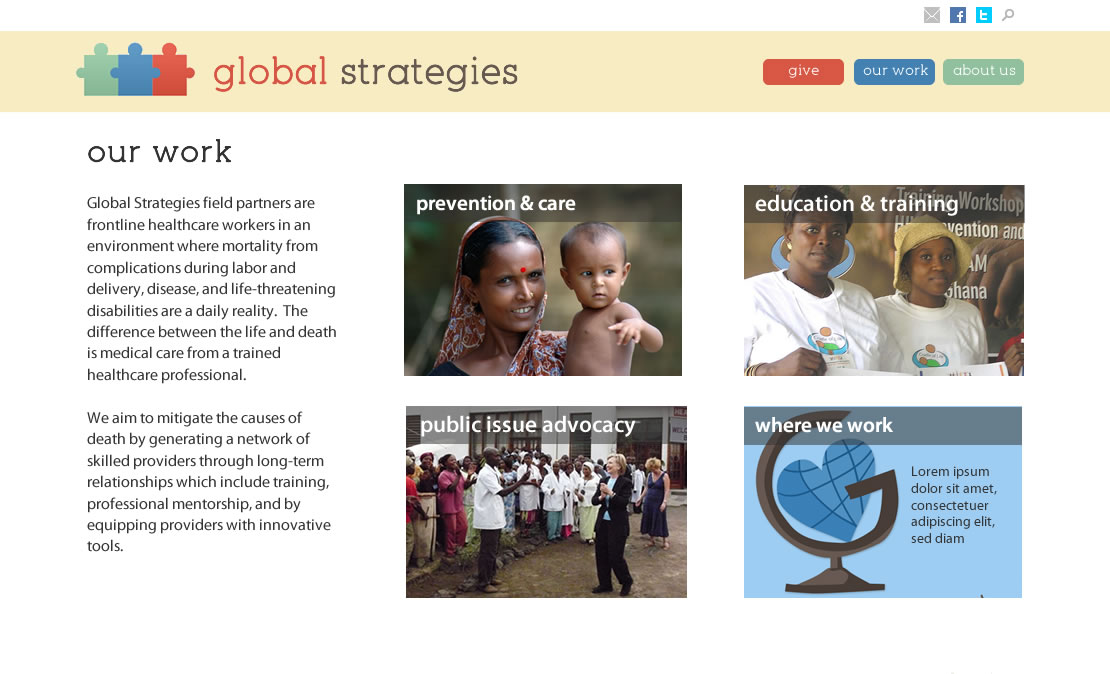 global strategies
give
our work
about us
our work
Global Strategies field partners are
frontline healthcare workers in an
environment where mortality from
complications during labor and
delivery, disease, and life-threatening
disabilities are a daily reality.  The
difference between the life and death
is medical care from a trained
healthcare professional.
We aim to mitigate the causes of
death by generating a network of
skilled providers through long-term
relationships which include training,
professional mentorship, and by
equipping providers with innovative
tools.
prevention & care
education & training
Training Workshop
public issue advocacy
where we work
Lorem ipsum
dolor sit amet,
consectetuer
adipiscing elit,
sed diam